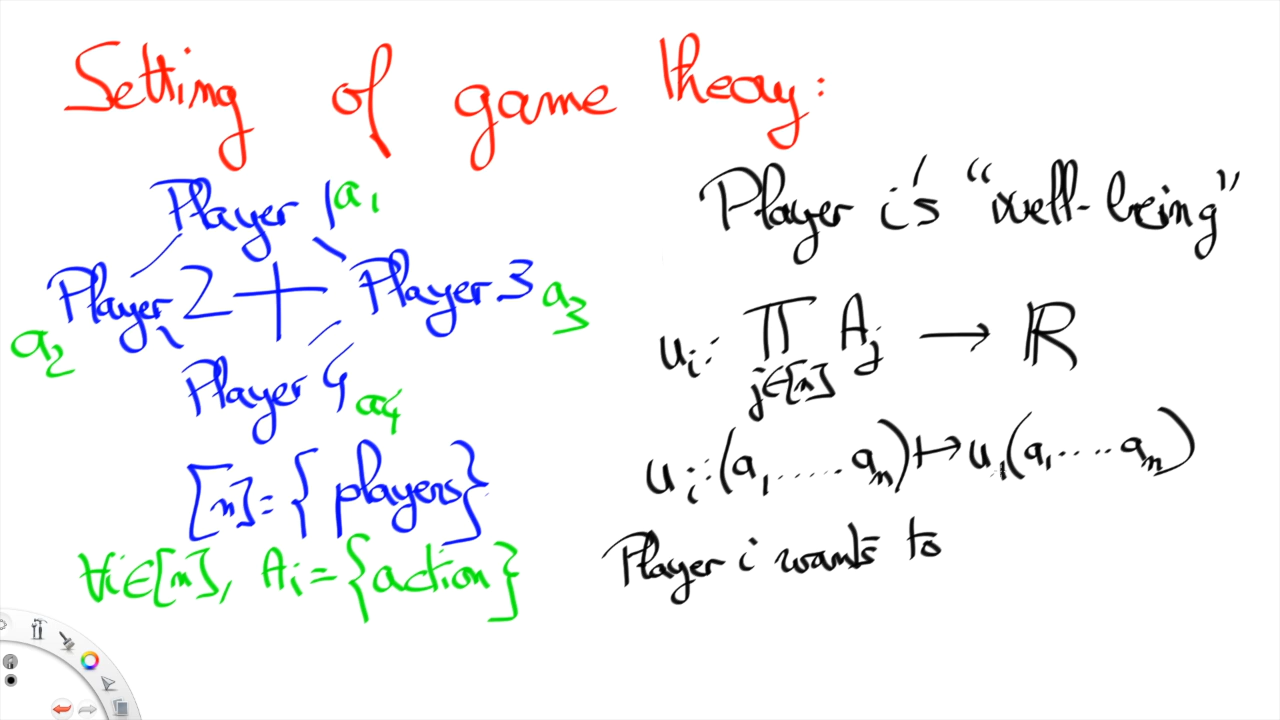 Setting of game theory:
Player 1 a₁
Player 2 Player 3 a₃
a₂
Player 4 a₄
[n] = { players }
∀i∈[n], Aᵢ = {action}
Player i's “well-being”
uᵢ: ∏ Aⱼ → ℝ
j∈[n]
uᵢ: (a₁ ..... aₙ) ↦ uᵢ(a₁ .... aₙ)
Player i wants to